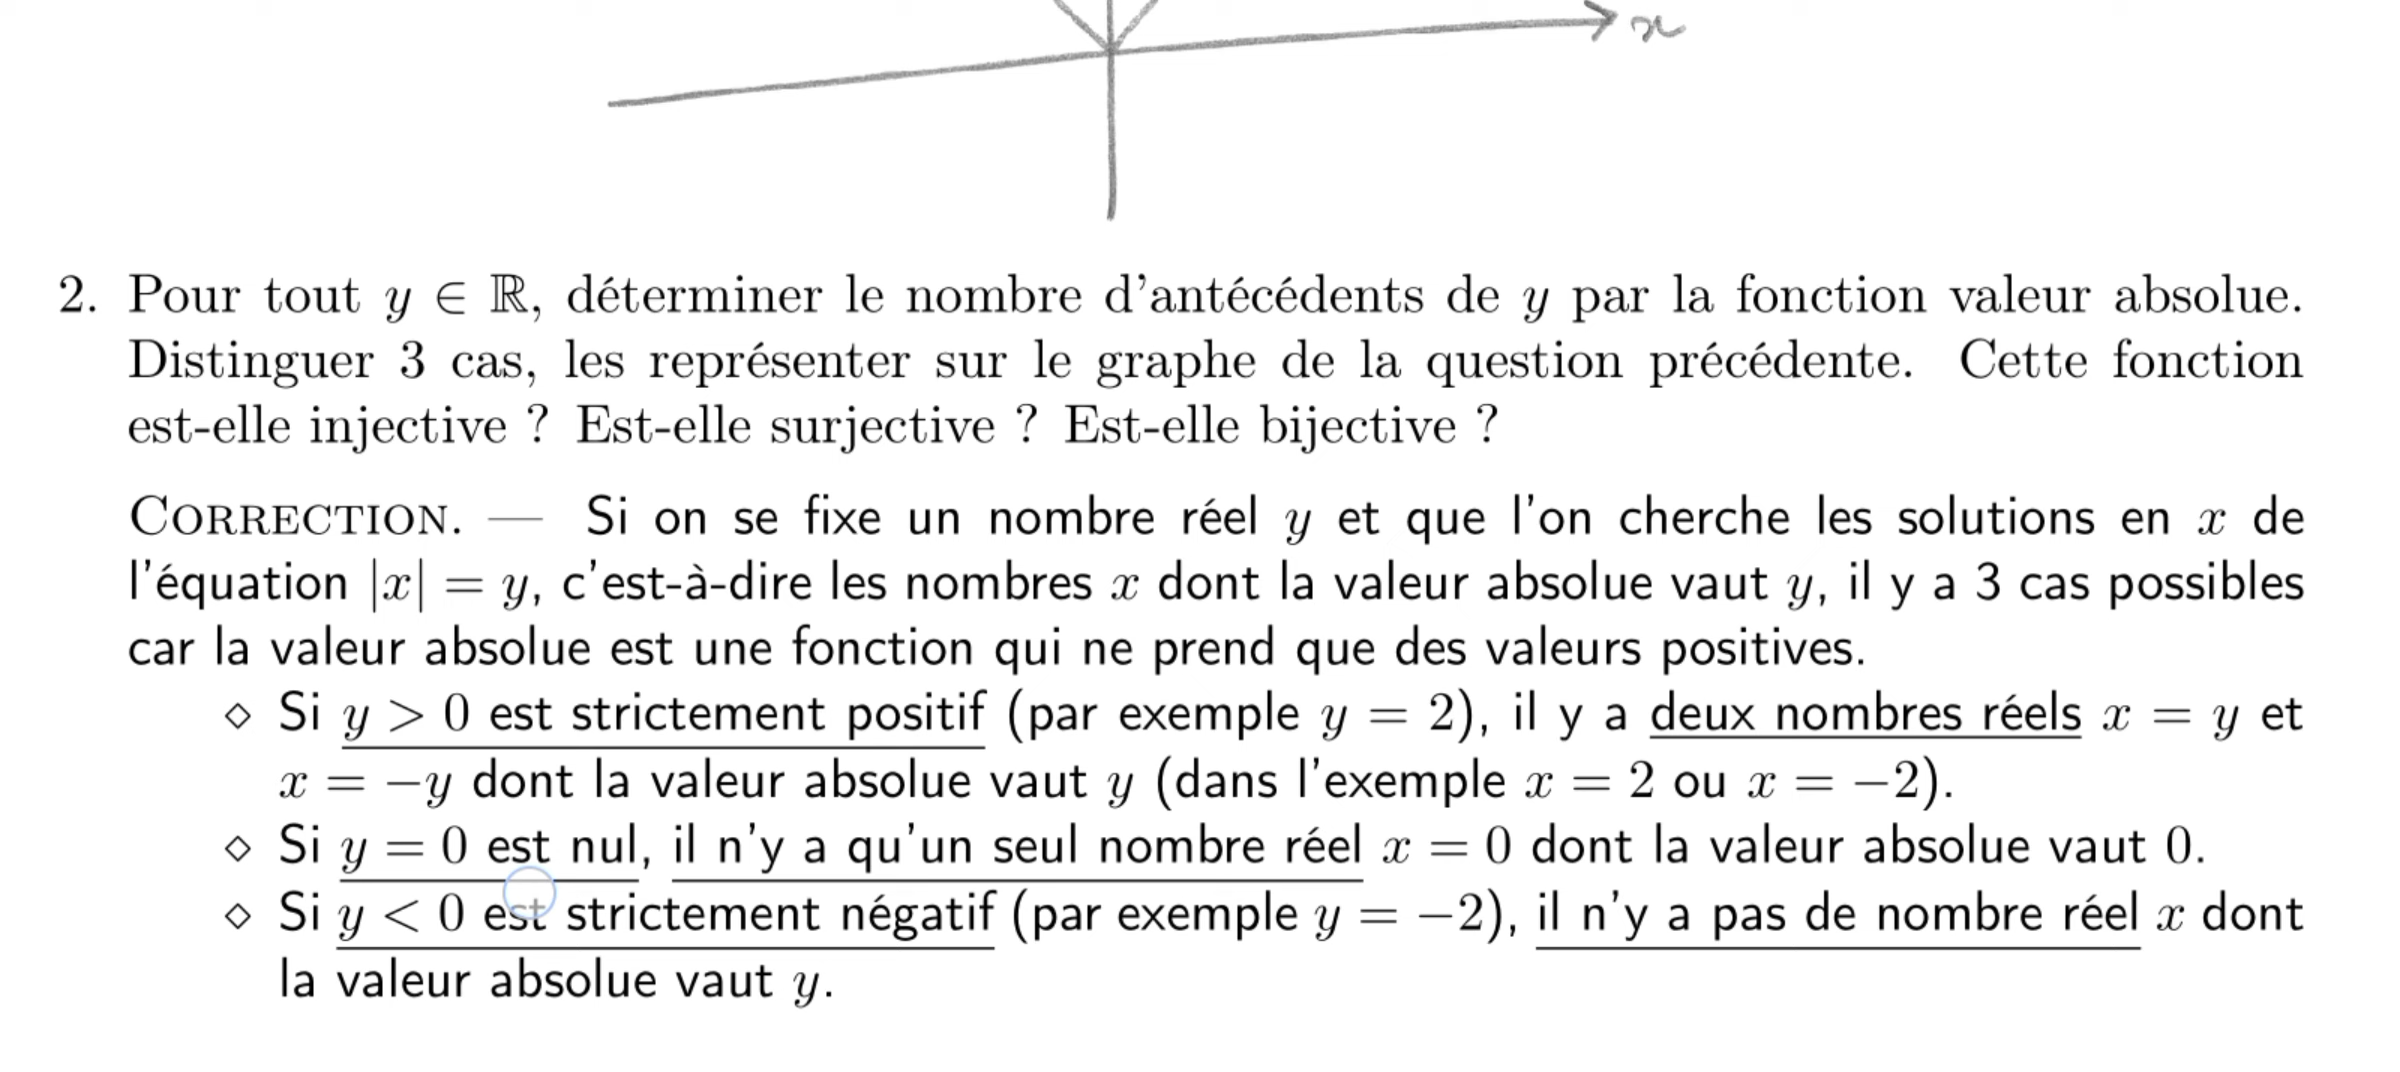 x
2. Pour tout y ∈ ℝ, déterminer le nombre d'antécédents de y par la fonction valeur absolue.
Distinguer 3 cas, les représenter sur le graphe de la question précédente. Cette fonction
est-elle injective ? Est-elle surjective ? Est-elle bijective ?
CORRECTION. — Si on se fixe un nombre réel y et que l'on cherche les solutions en x de
l'équation |x| = y, c'est-à-dire les nombres x dont la valeur absolue vaut y, il y a 3 cas possibles
car la valeur absolue est une fonction qui ne prend que des valeurs positives.
⋄ Si y > 0 est strictement positif (par exemple y = 2), il y a deux nombres réels x = y et
x = −y dont la valeur absolue vaut y (dans l'exemple x = 2 ou x = −2).
⋄ Si y = 0 est nul, il n'y a qu'un seul nombre réel x = 0 dont la valeur absolue vaut 0.
⋄ Si y < 0 est strictement négatif (par exemple y = −2), il n'y a pas de nombre réel x dont
la valeur absolue vaut y.